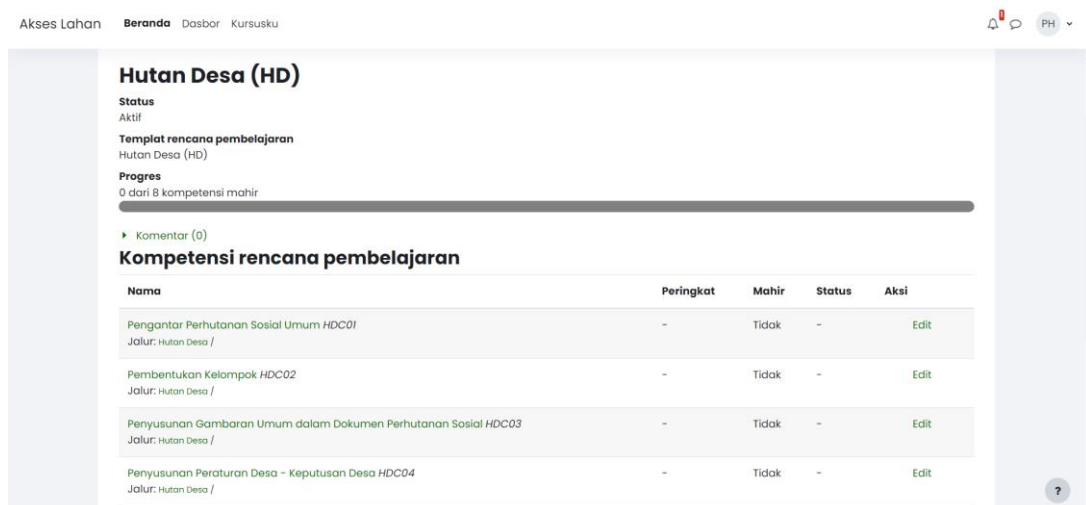 Akses Lahan Beranda Dasbor Kursusku 1 PH
Hutan Desa (HD)
Status
Aktif
Templat rencana pembelajaran
Hutan Desa (HD)
Progres
0 dari 8 kompetensi mahir
Komentar (0)
Kompetensi rencana pembelajaran
Nama Peringkat Mahir Status Aksi
Pengantar Perhutanan Sosial Umum HDC01 - Tidak - Edit
Jalur: Hutan Desa /
Pembentukan Kelompok HDC02 - Tidak - Edit
Jalur: Hutan Desa /
Penyusunan Gambaran Umum dalam Dokumen Perhutanan Sosial HDC03 - Tidak - Edit
Jalur: Hutan Desa /
Penyusunan Peraturan Desa - Keputusan Desa HDC04 - Tidak - Edit
Jalur: Hutan Desa /
?